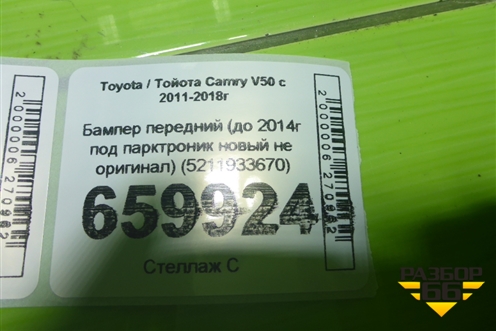 Toyota / Тойота Camry V50 с
2011-2018г
Бампер передний (до 2014г
под парктроник новый не
оригинал) (5211933670)
659924
Стеллаж С
РАЗБОР
66